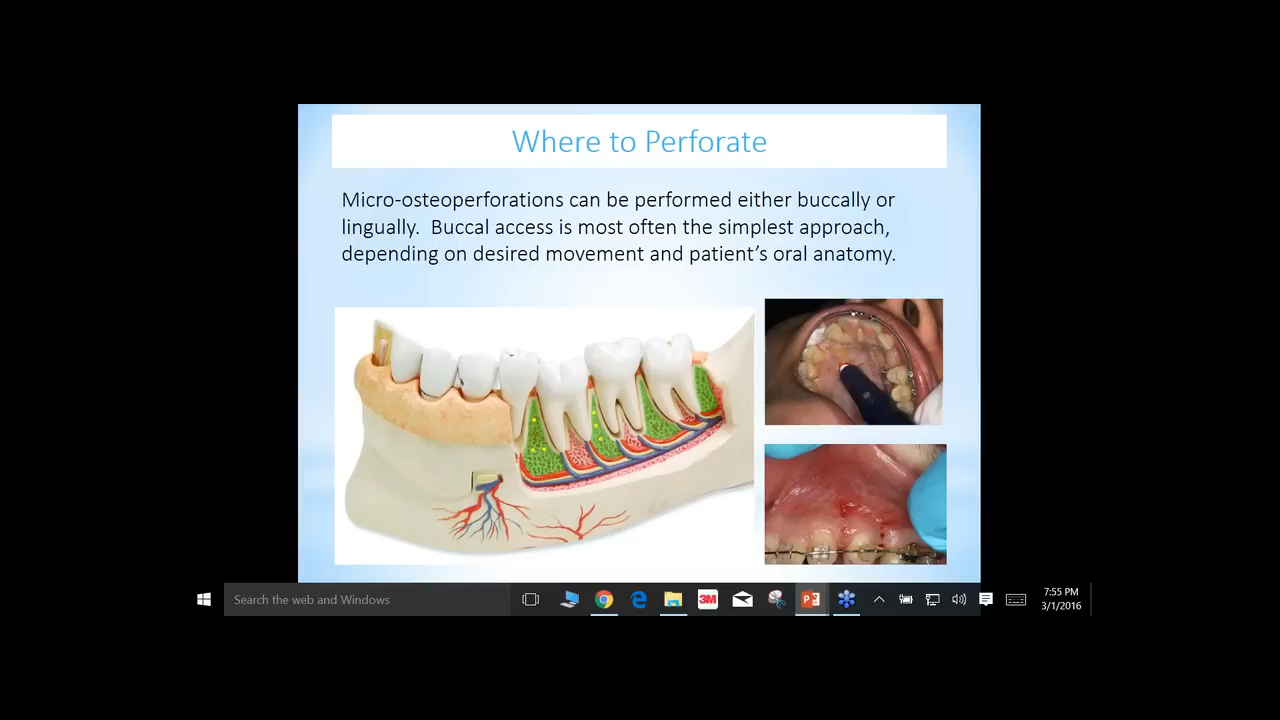 Where to Perforate
Micro-osteoperforations can be performed either buccally or
lingually.  Buccal access is most often the simplest approach,
depending on desired movement and patient’s oral anatomy.
Search the web and Windows
3M
7:55 PM
3/1/2016